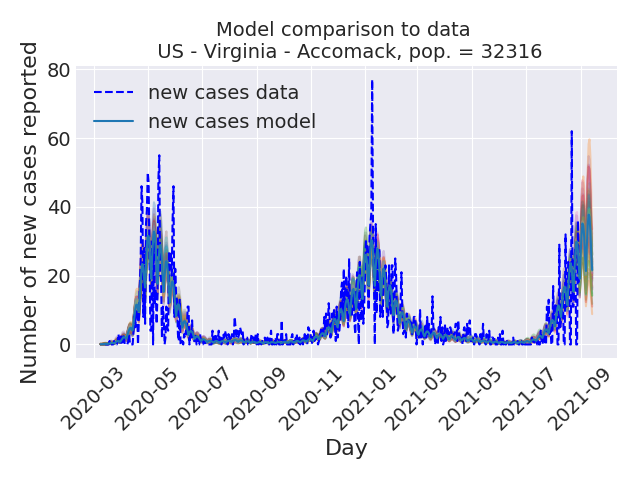 Model comparison to data
US - Virginia - Accomack, pop. = 32316
Number of new cases reported
80
60
40
20
0
new cases data
new cases model
2020-03
2020-05
2020-07
2020-09
2020-11
2021-01
2021-03
2021-05
2021-07
2021-09
Day